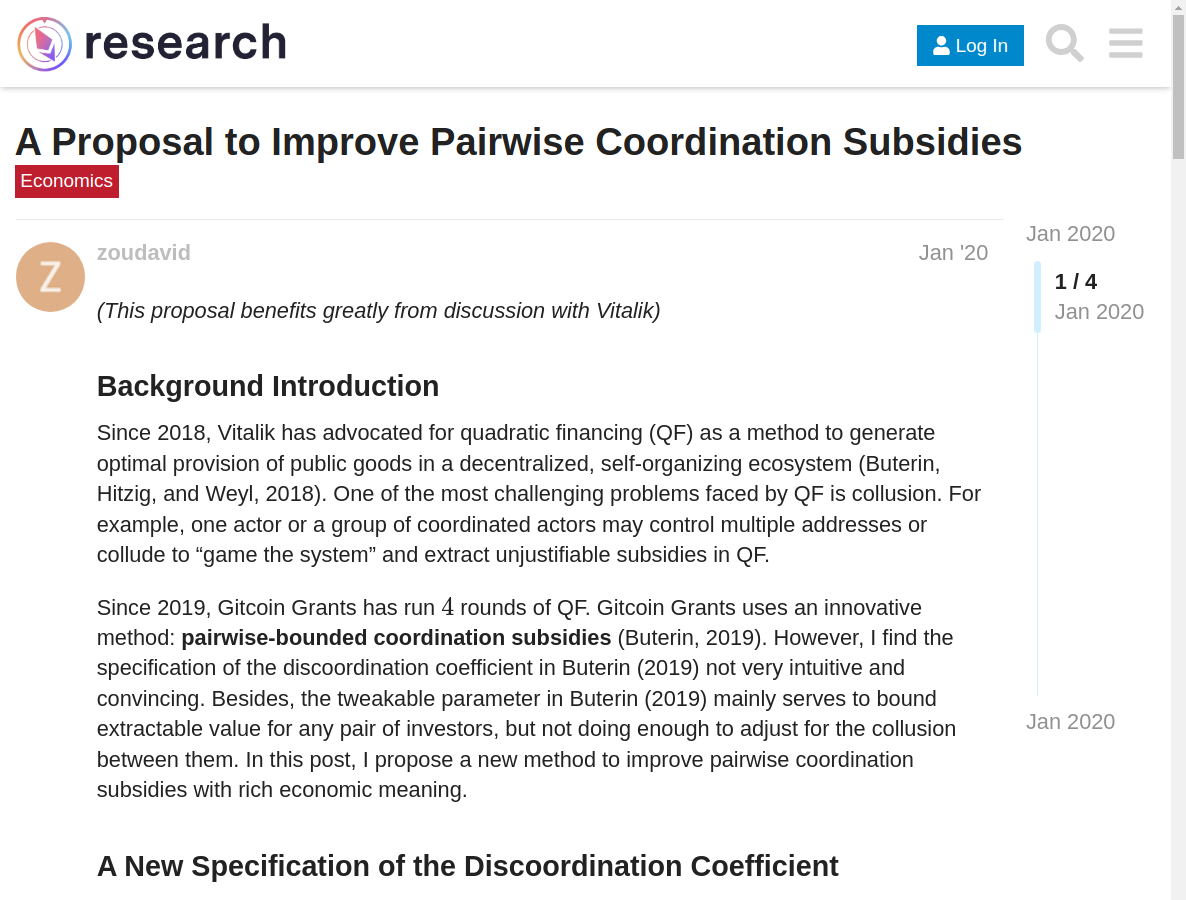 research
Log In
A Proposal to Improve Pairwise Coordination Subsidies
Economics
Jan 2020
Z
zoudavid
Jan '20
1 / 4
Jan 2020
(This proposal benefits greatly from discussion with Vitalik)
Background Introduction
Since 2018, Vitalik has advocated for quadratic financing (QF) as a method to generate
optimal provision of public goods in a decentralized, self-organizing ecosystem (Buterin,
Hitzig, and Weyl, 2018). One of the most challenging problems faced by QF is collusion. For
example, one actor or a group of coordinated actors may control multiple addresses or
collude to “game the system” and extract unjustifiable subsidies in QF.
Since 2019, Gitcoin Grants has run 4 rounds of QF. Gitcoin Grants uses an innovative
method: pairwise-bounded coordination subsidies (Buterin, 2019). However, I find the
specification of the discoordination coefficient in Buterin (2019) not very intuitive and
convincing. Besides, the tweakable parameter in Buterin (2019) mainly serves to bound
extractable value for any pair of investors, but not doing enough to adjust for the collusion
between them. In this post, I propose a new method to improve pairwise coordination
subsidies with rich economic meaning.
Jan 2020
A New Specification of the Discoordination Coefficient